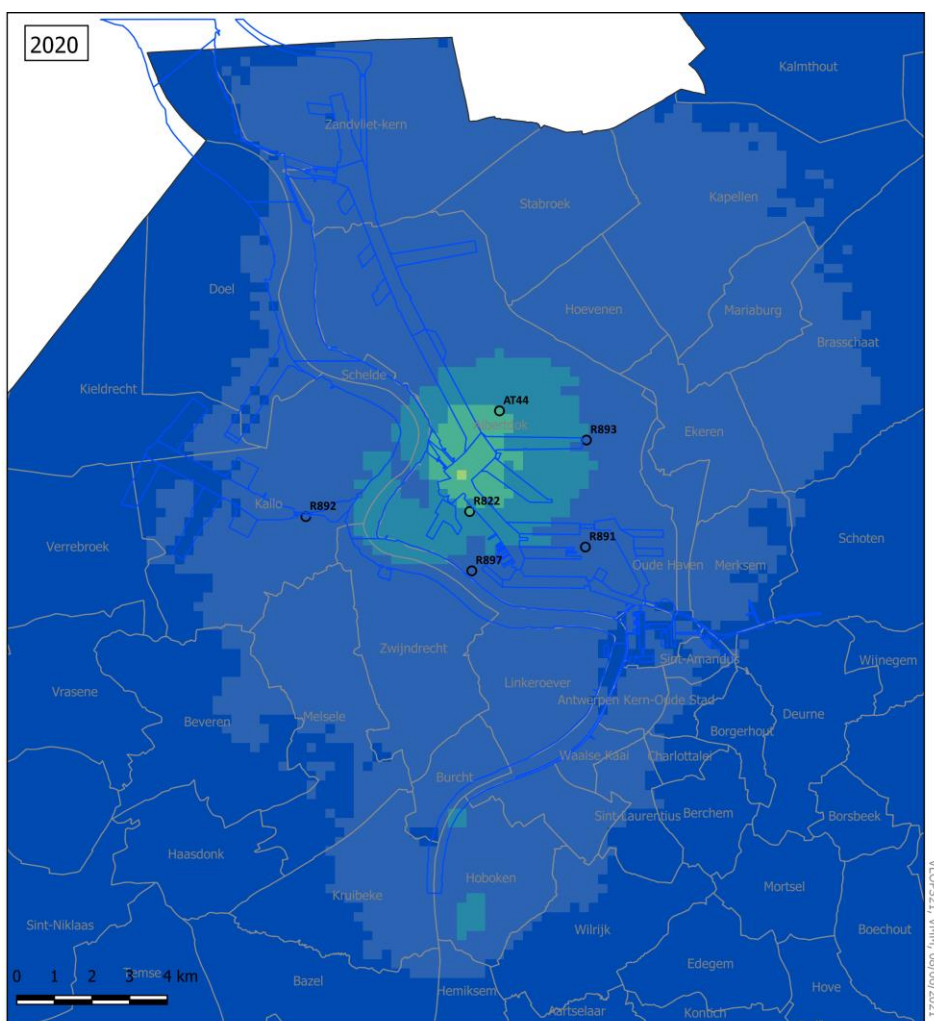 2020
Kalmthout
Zandvliet-kern
Stabroek
Kapellen
Doel
Hoevenen
Mariaburg
Brasschaat
Schelde
Kieldrecht
AT44
Ekeren
R893
Kallo
R892
R822
Verrebroek
R891
Schoten
R897
Oude Haven
Merksem
Zwijndrecht
Sint-Amandus
Wijnegem
Linkeroever
Vrasene
Antwerpen Kern-Oude Stad
Deurne
Beveren
Melsele
Borgerhout
Waalse Kaai
Charlottalei
Burcht
Sint-Laurentius
Berchem
Borsbeek
Haasdonk
Hoboken
Mortsel
Kruibeke
Sint-Niklaas
Wilrijk
Boechout
Edegem
0 1 2 3 4 km
Temse
Bazel
Hemiksem
Hove
Aartselaar
Kontich